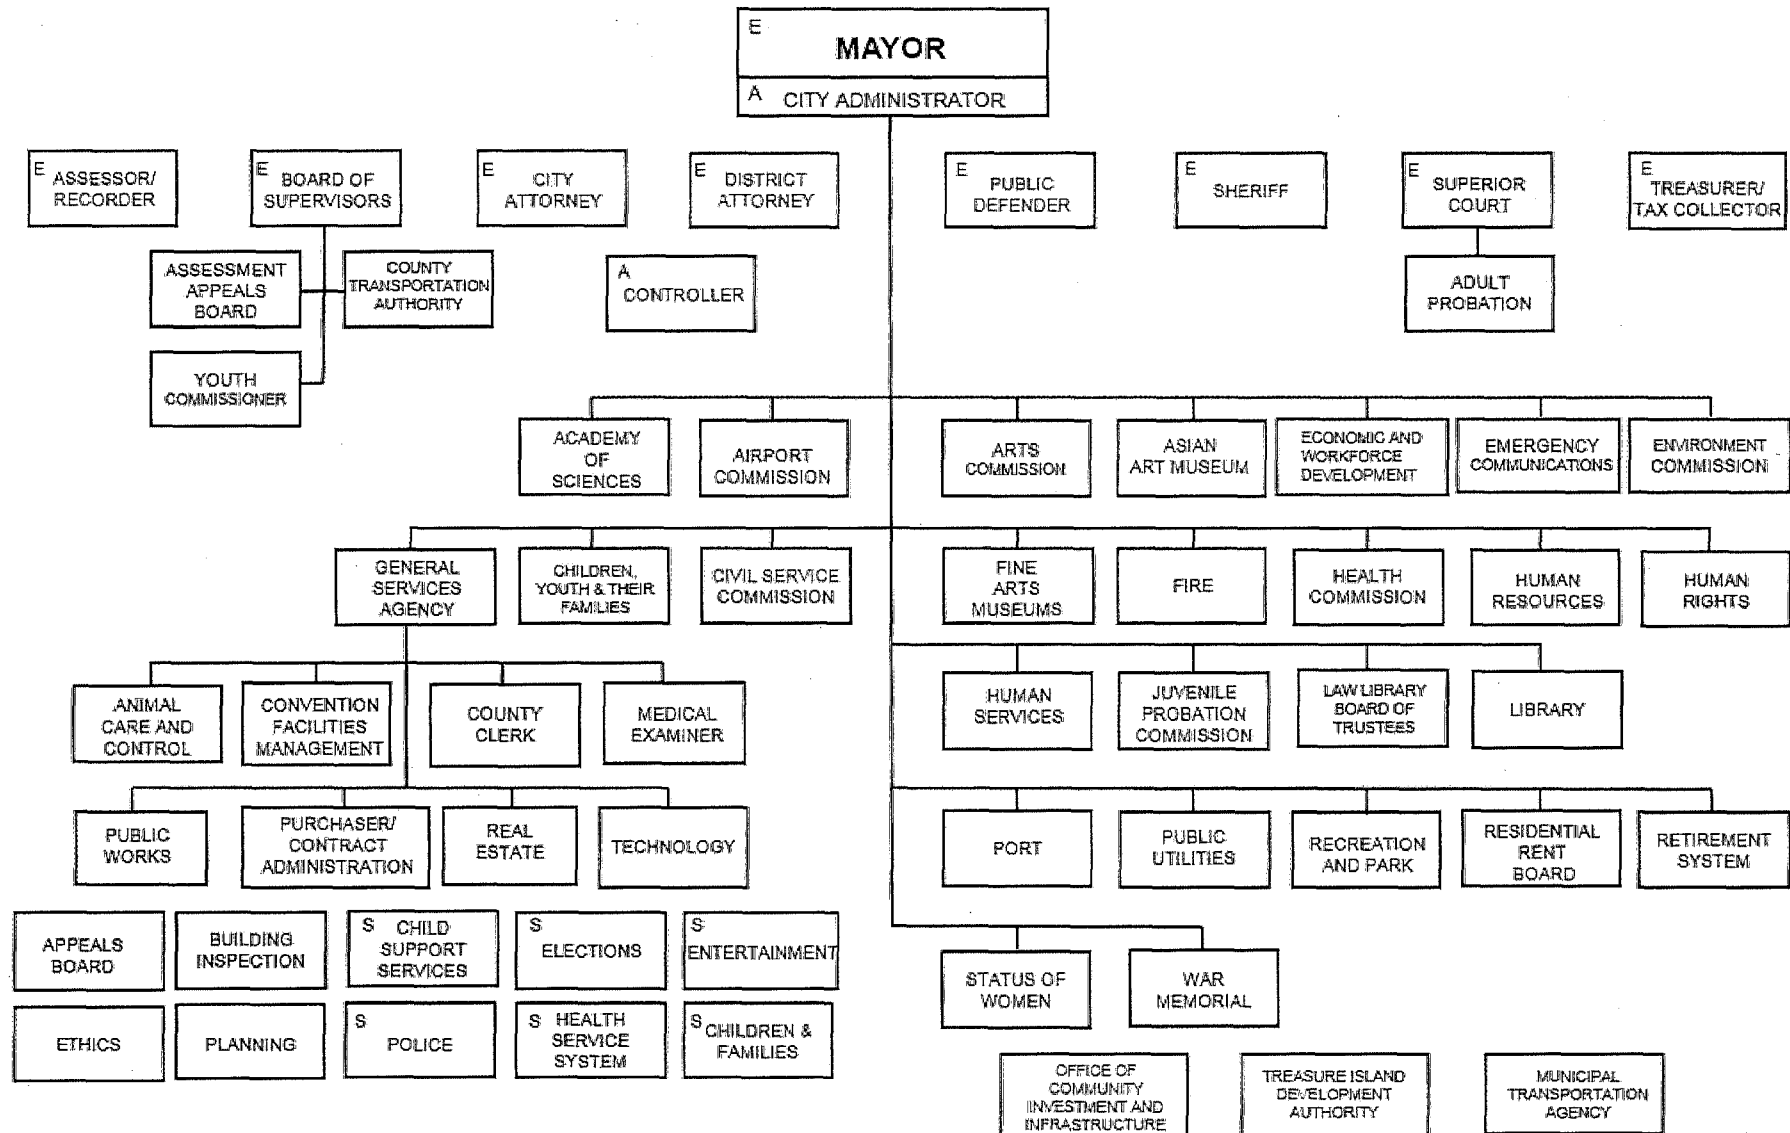 E
MAYOR
A CITY ADMINISTRATOR
E ASSESSOR/
RECORDER
E BOARD OF
SUPERVISORS
E CITY
ATTORNEY
E DISTRICT
ATTORNEY
E PUBLIC
DEFENDER
E SHERIFF
E SUPERIOR
COURT
E TREASURER/
TAX COLLECTOR
ASSESSMENT
APPEALS
BOARD
COUNTY
TRANSPORTATION
AUTHORITY
A
CONTROLLER
ADULT
PROBATION
YOUTH
COMMISSIONER
ACADEMY
OF
SCIENCES
AIRPORT
COMMISSION
ARTS
COMMISSION
ASIAN
ART MUSEUM
ECONOMIC AND
WORKFORCE
DEVELOPMENT
EMERGENCY
COMMUNICATIONS
ENVIRONMENT
COMMISSION
GENERAL
SERVICES
AGENCY
CHILDREN,
YOUTH & THEIR
FAMILIES
CIVIL SERVICE
COMMISSION
FINE
ARTS
MUSEUMS
FIRE
HEALTH
COMMISSION
HUMAN
RESOURCES
HUMAN
RIGHTS
ANIMAL
CARE AND
CONTROL
CONVENTION
FACILITIES
MANAGEMENT
COUNTY
CLERK
MEDICAL
EXAMINER
HUMAN
SERVICES
JUVENILE
PROBATION
COMMISSION
LAW LIBRARY
BOARD OF
TRUSTEES
LIBRARY
PUBLIC
WORKS
PURCHASER/
CONTRACT
ADMINISTRATION
REAL
ESTATE
TECHNOLOGY
PORT
PUBLIC
UTILITIES
RECREATION
AND PARK
RESIDENTIAL
RENT
BOARD
RETIREMENT
SYSTEM
APPEALS
BOARD
BUILDING
INSPECTION
S CHILD
SUPPORT
SERVICES
S
ELECTIONS
S
ENTERTAINMENT
STATUS OF
WOMEN
WAR
MEMORIAL
ETHICS
PLANNING
S
POLICE
S HEALTH
SERVICE
SYSTEM
S CHILDREN &
FAMILIES
OFFICE OF
COMMUNITY
INVESTMENT AND
INFRASTRUCTURE
TREASURE ISLAND
DEVELOPMENT
AUTHORITY
MUNICIPAL
TRANSPORTATION
AGENCY